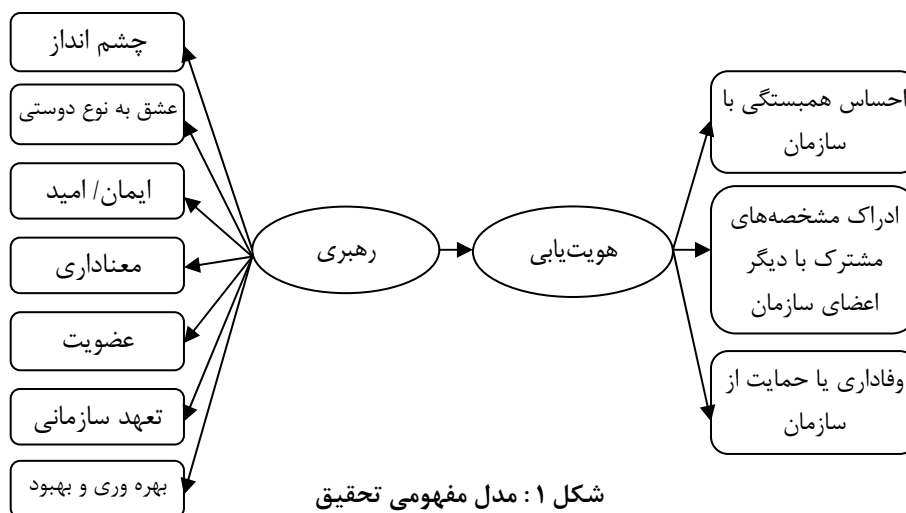 چشم انداز
عشق به نوع دوستی
ایمان/ امید
معناداری
عضویت
تعهد سازمانی
بهره وری و بهبود
رهبری
هویت‌یابی
احساس همبستگی با
سازمان
ادراک مشخصه‌های
مشترک با دیگر
اعضای سازمان
وفاداری یا حمایت از
سازمان
شکل ۱: مدل مفهومی تحقیق